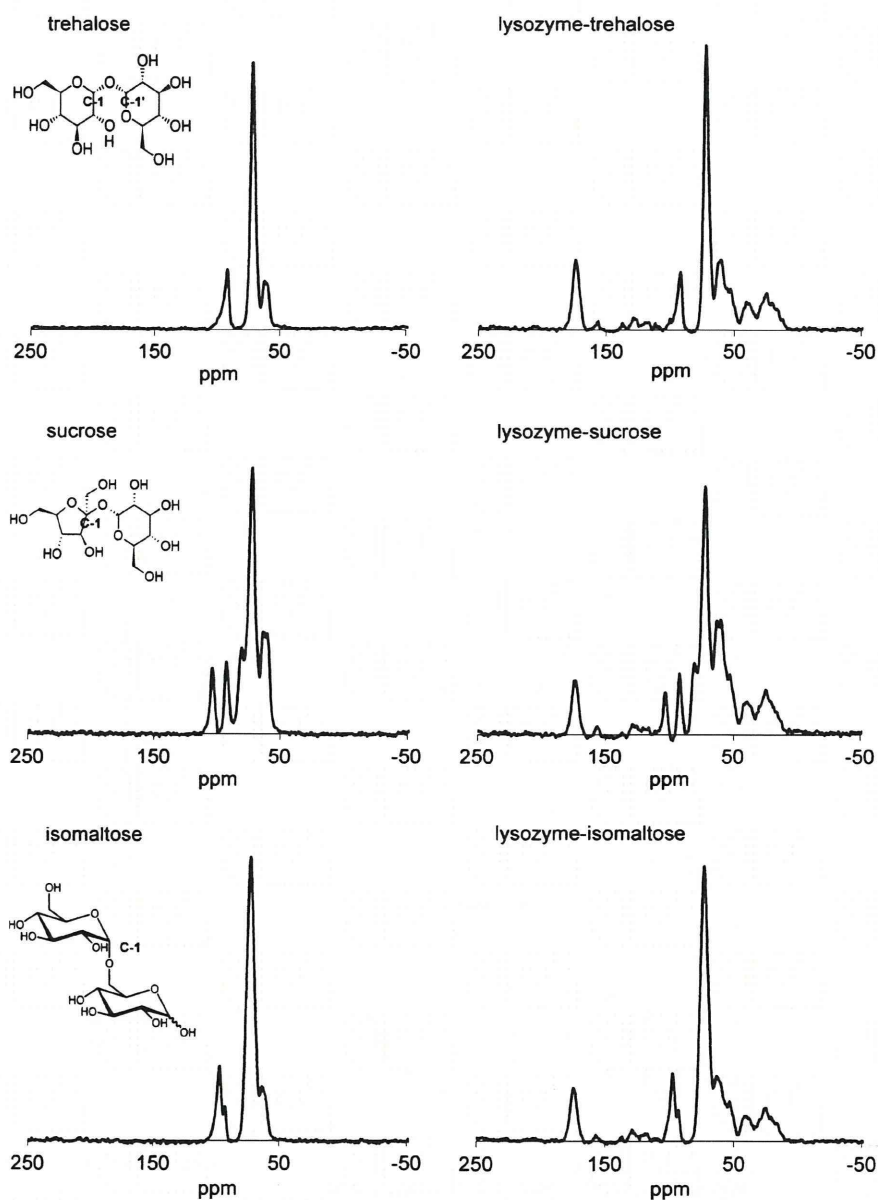 trehalose
OH
HO
O
O
OH
C-1
C-1'
HO
O
OH
O
H
OH
HO
OH
OH
250
150
50
-50
ppm
lysozyme-trehalose
250
150
50
-50
ppm
sucrose
OH
OH
O
O
OH
HO
C-1
O
OH
HO
OH
OH
250
150
50
-50
ppm
lysozyme-sucrose
250
150
50
-50
ppm
isomaltose
OH
O
HO
HO
OH
C-1
O
O
HO
HO
OH
OH
250
150
50
-50
ppm
lysozyme-isomaltose
250
150
50
-50
ppm